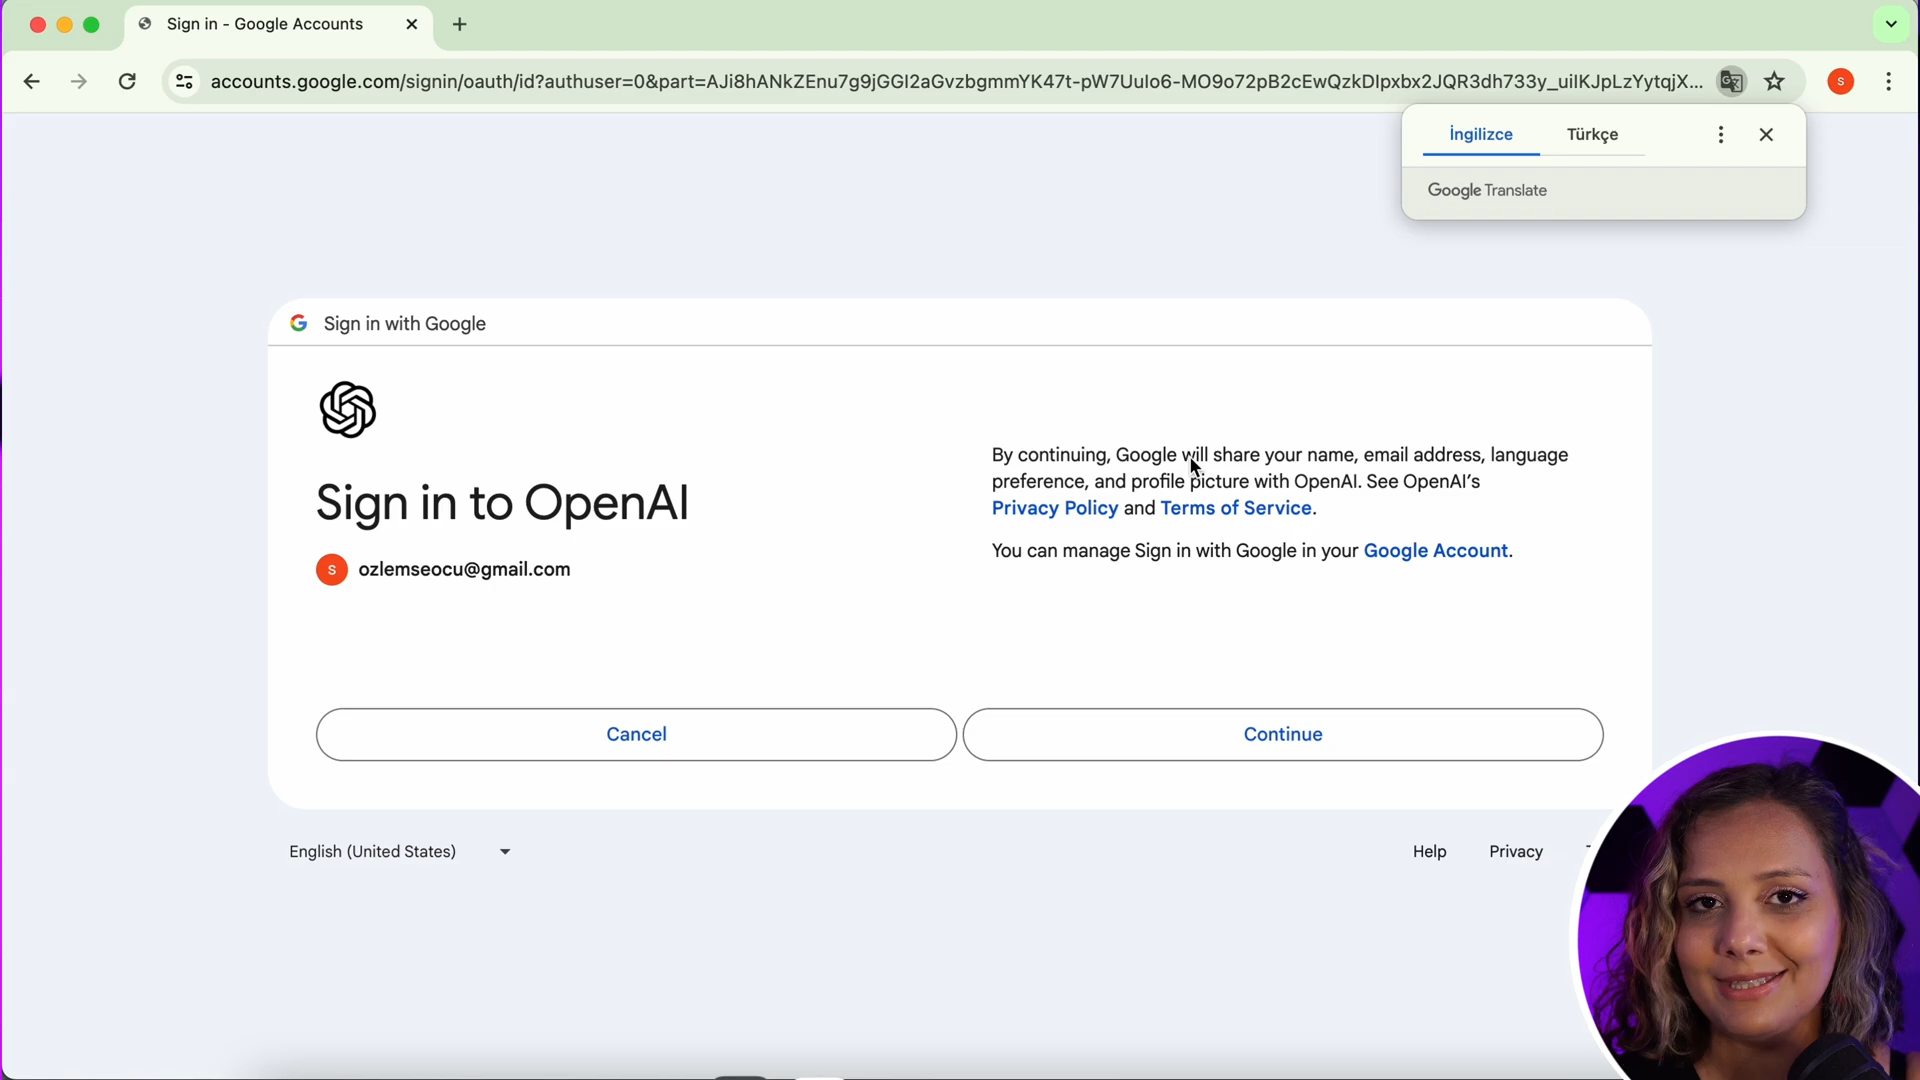 Sign in - Google Accounts
accounts.google.com/signin/oauth/id?authuser=0&part=AJi8hANkZEnu7g9jGGI2aGvzbgmmYK47t-pW7Uulo6-MO9o72pB2cEwQzkDIpxbx2JQR3dh733y_uiIKJpLzYytqjX...
S
İngilizce Türkçe
Google Translate
Sign in with Google
Sign in to OpenAI
S ozlemseocu@gmail.com
By continuing, Google will share your name, email address, language
preference, and profile picture with OpenAI. See OpenAI's
Privacy Policy and Terms of Service.
You can manage Sign in with Google in your Google Account.
Cancel Continue
English (United States) Help Privacy